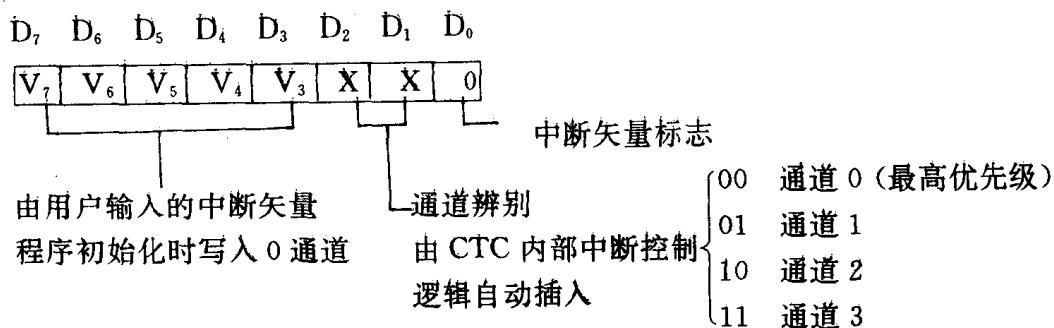 D₇ D₆ D₅ D₄ D₃ D₂ D₁ D₀
V₇ V₆ V₅ V₄ V₃ X X 0
中断矢量标志
由用户输入的中断矢量
程序初始化时写入 0 通道
通道辨别
由 CTC 内部中断控制
逻辑自动插入
00 通道 0（最高优先级）
01 通道 1
10 通道 2
11 通道 3